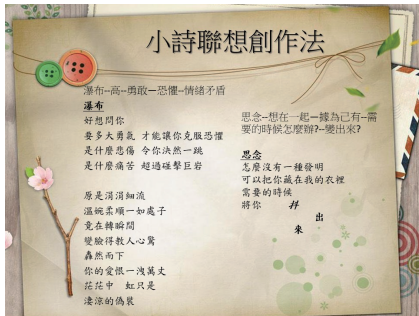 小詩聯想創作法
瀑布--高--勇敢--恐懼--情緒矛盾
瀑布
好想問你
要多大勇氣 才能讓你克服恐懼
是什麼悲傷 令你決然一跳
是什麼痛苦 超過碰擊巨岩
原是涓涓細流
溫婉柔順一如處子
竟在轉瞬間
變臉得教人心驚
轟然而下
你的愛恨一洩萬丈
茫茫中 虹只是
淒涼的偽裝
思念--想在一起--據為己有--需
要的時候怎麼辦?--變出來?
思念
怎麼沒有一種發明
可以把你藏在我的衣裡
需要的時候
將你 拜
出
來